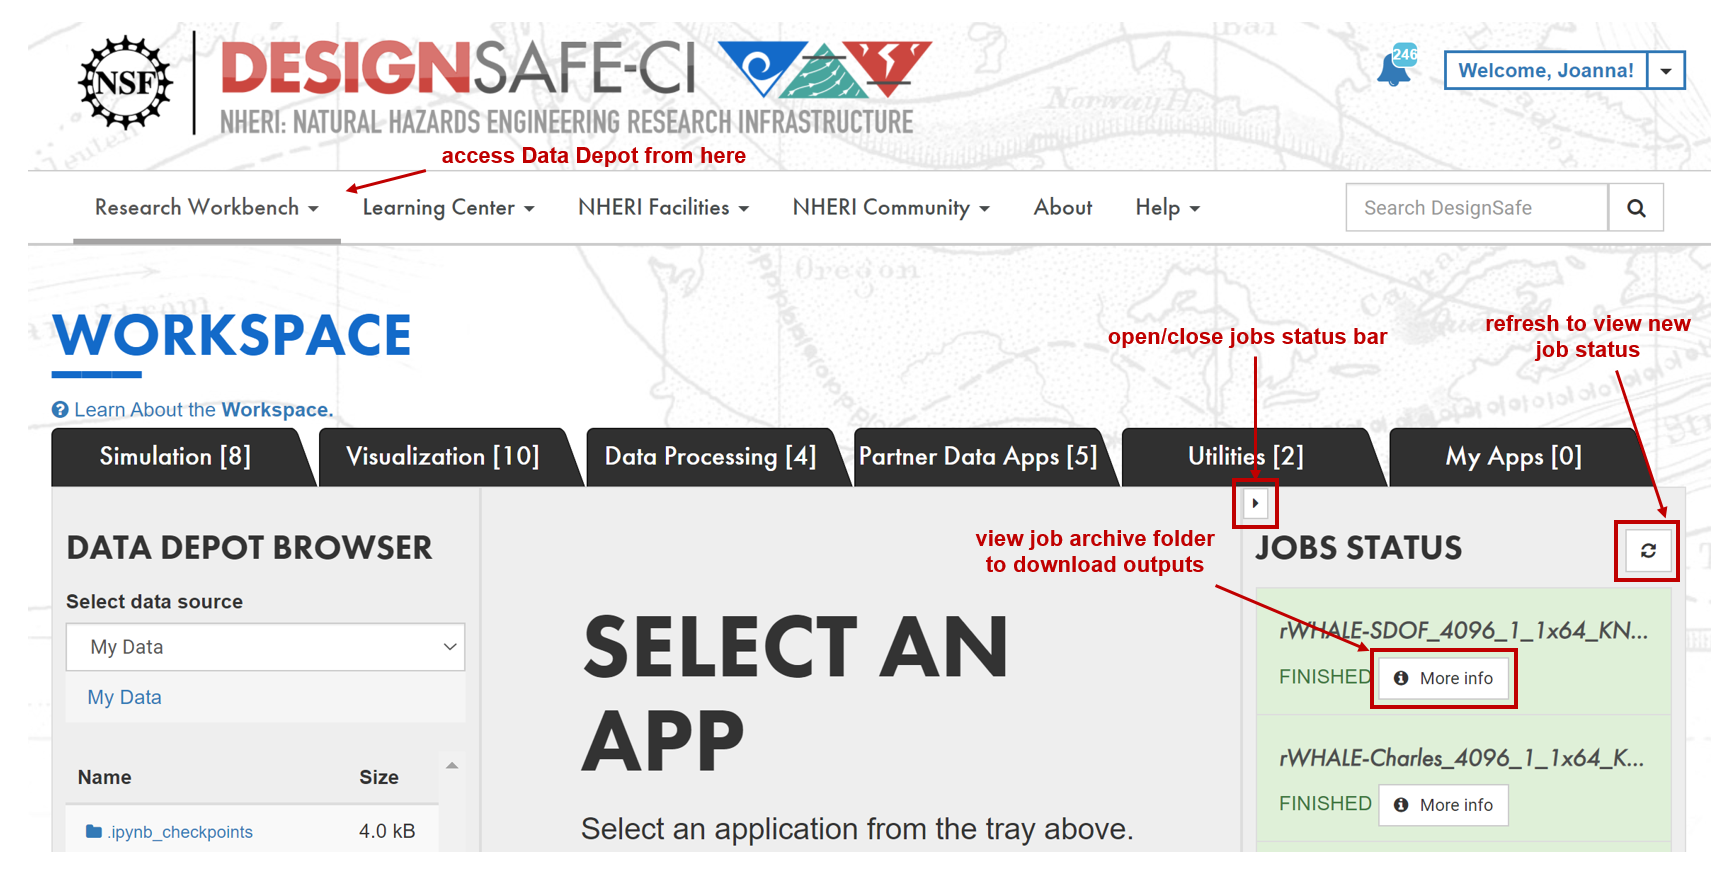 NSF
DESIGNSAFE-CI
NHERI: NATURAL HAZARDS ENGINEERING RESEARCH INFRASTRUCTURE
246
Welcome, Joanna!
access Data Depot from here
Research Workbench
Learning Center
NHERI Facilities
NHERI Community
About
Help
Search DesignSafe
Norway H.
Oregon
WORKSPACE
Learn About the Workspace.
open/close jobs status bar
refresh to view new
job status
Simulation [8]
Visualization [10]
Data Processing [4]
Partner Data Apps [5]
Utilities [2]
My Apps [0]
DATA DEPOT BROWSER
Select data source
My Data
My Data
Name Size
.ipynb_checkpoints 4.0 kB
SELECT AN
APP
Select an application from the tray above.
view job archive folder
to download outputs
JOBS STATUS
rWHALE-SDOF_4096_1_1x64_KN...
FINISHED More info
rWHALE-Charles_4096_1_1x64_K...
FINISHED More info